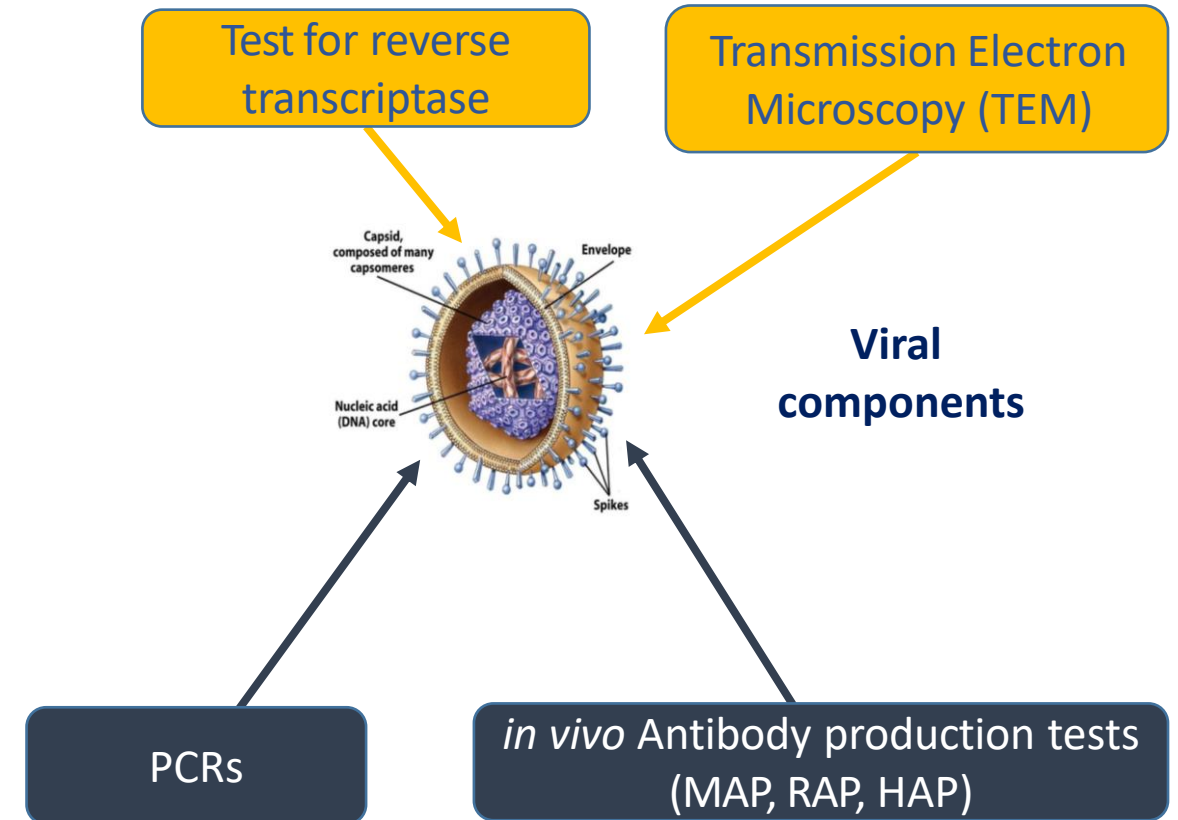 Test for reverse
transcriptase
Transmission Electron
Microscopy (TEM)
Capsid,
composed of many
capsomeres
Envelope
Viral
components
Nucleic acid
(DNA) core
Spikes
PCRs
in vivo Antibody production tests
(MAP, RAP, HAP)